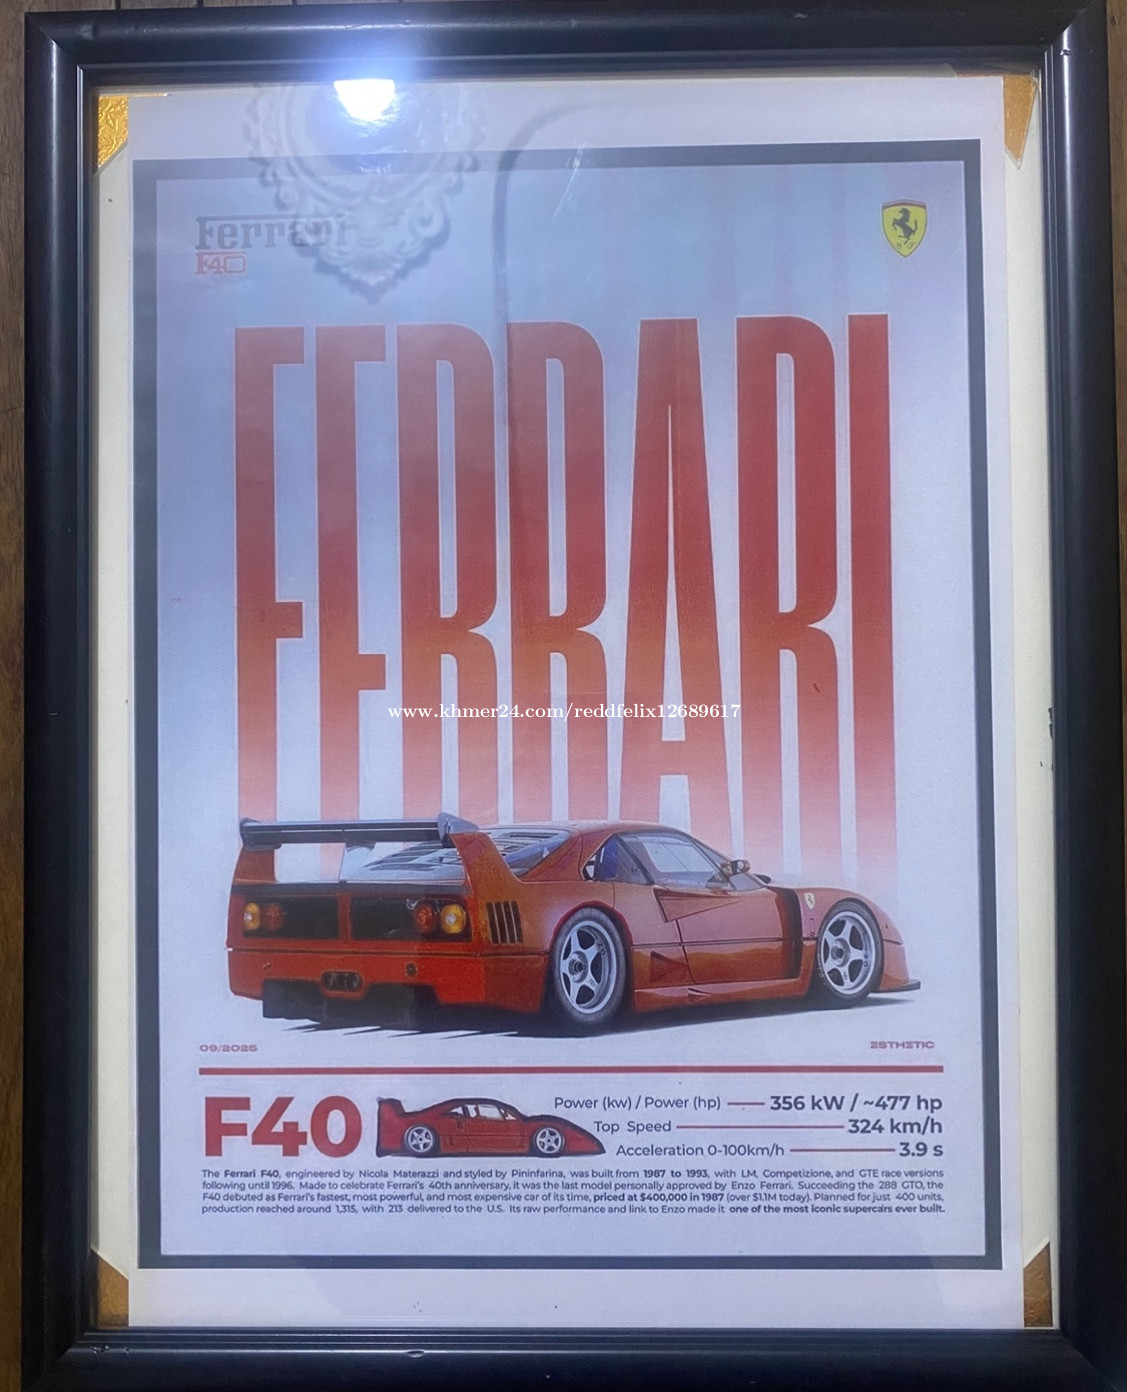 Ferrari
F40
FERRARI
www.khmer24.com/reddfelix12689617
09/2025
ESTHETIC
F40
Power (kw) / Power (hp) 356 kW / ~477 hp
Top Speed 324 km/h
Acceleration 0-100km/h 3.9 s
The Ferrari F40, engineered by Nicola Materazzi and styled by Pininfarina, was built from 1987 to 1993, with LM, Competizione, and GTE race versions
following until 1996. Made to celebrate Ferrari's 40th anniversary, it was the last model personally approved by Enzo Ferrari. Succeeding the 288 GTO, the
F40 debuted as Ferrari's fastest, most powerful, and most expensive car of its time, priced at $400,000 in 1987 (over $1.1M today). Planned for just 400 units,
production reached around 1,315, with 213 delivered to the U.S. Its raw performance and link to Enzo made it one of the most iconic supercars ever built.